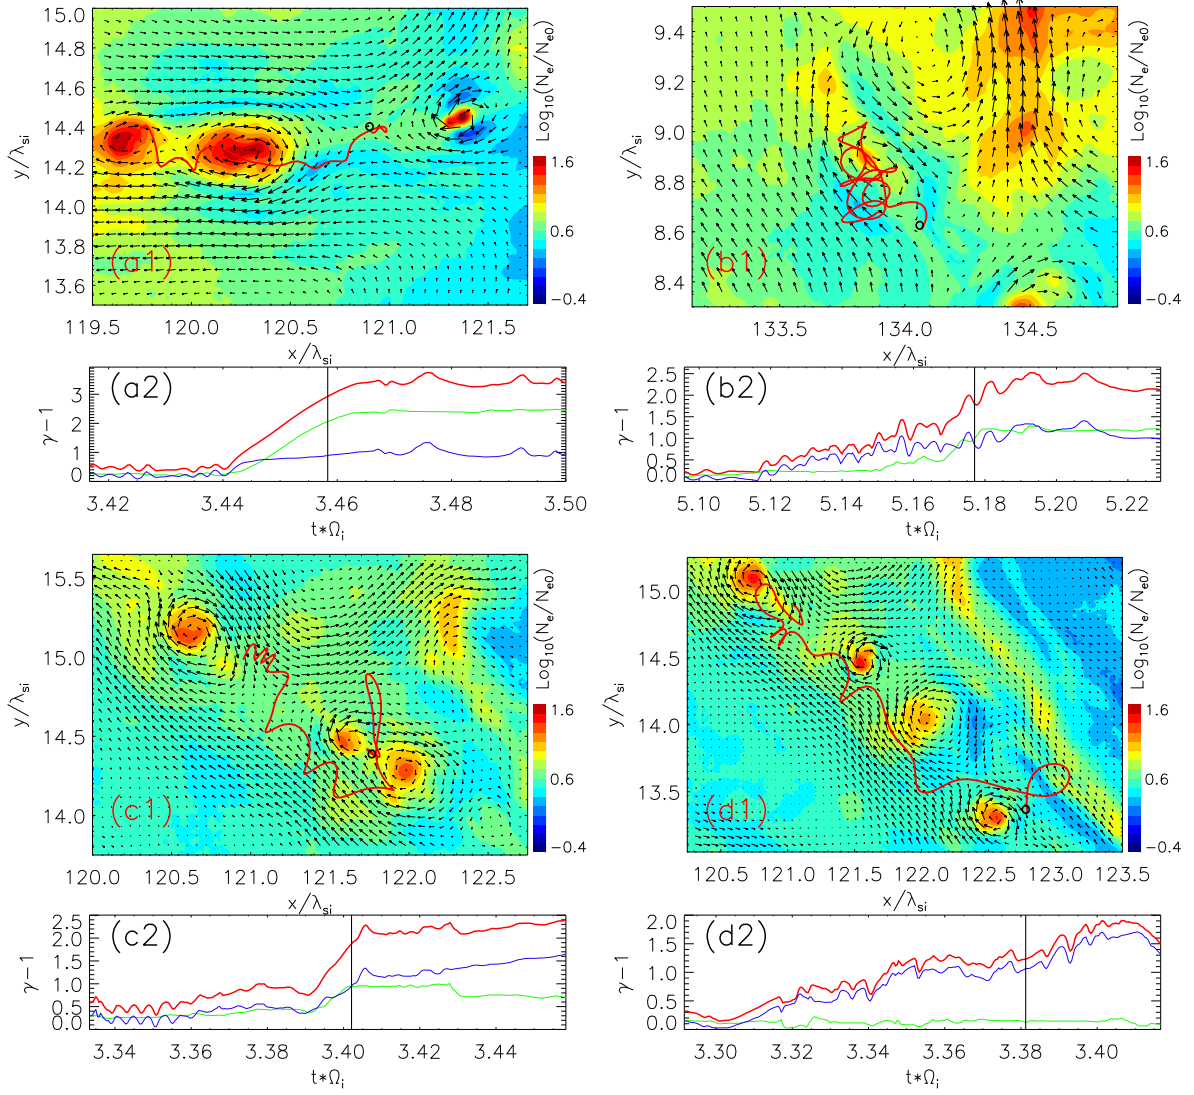 15.0
14.8
14.6
14.4
14.2
14.0
13.8
13.6
y/λsi
(a1)
119.5 120.0 120.5 121.0 121.5
x/λsi
Log10(Ne/Ne0)
1.6
0.6
−0.4
9.4
9.2
9.0
8.8
8.6
8.4
y/λsi
(b1)
133.5 134.0 134.5
x/λsi
Log10(Ne/Ne0)
1.6
0.6
−0.4
(a2)
3
2
1
0
γ−1
3.42 3.44 3.46 3.48 3.50
t*Ωi
(b2)
2.5
2.0
1.5
1.0
0.5
0.0
γ−1
5.10 5.12 5.14 5.16 5.18 5.20 5.22
t*Ωi
15.5
15.0
14.5
14.0
y/λsi
(c1)
120.0 120.5 121.0 121.5 122.0 122.5
x/λsi
Log10(Ne/Ne0)
1.6
0.6
−0.4
15.0
14.5
14.0
13.5
y/λsi
(d1)
120.5 121.0 121.5 122.0 122.5 123.0 123.5
x/λsi
Log10(Ne/Ne0)
1.6
0.6
−0.4
(c2)
2.5
2.0
1.5
1.0
0.5
0.0
γ−1
3.34 3.36 3.38 3.40 3.42 3.44
t*Ωi
(d2)
2.0
1.5
1.0
0.5
0.0
γ−1
3.30 3.32 3.34 3.36 3.38 3.40
t*Ωi